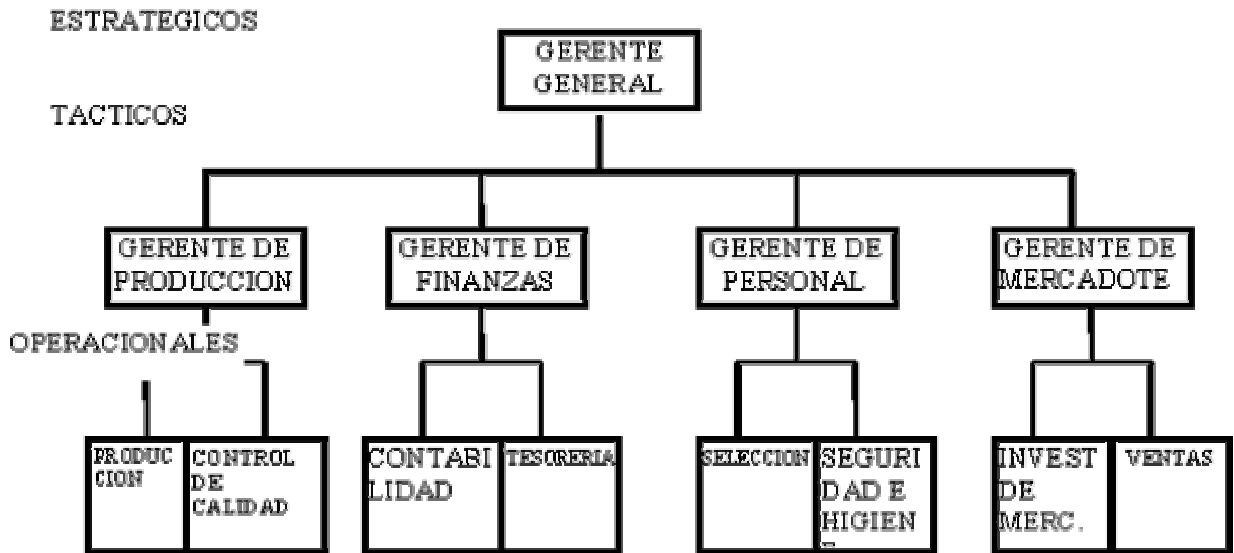 ESTRATEGICOS
GERENTE
GENERAL
TACTICOS
GERENTE DE
PRODUCCION
GERENTE DE
FINANZAS
GERENTE DE
PERSONAL
GERENTE DE
MERCADOTE
OPERACIONALES
PRODUC
CION
CONTROL
DE
CALIDAD
CONTABI
LIDAD
TESORERIA
SELECCION
SEGURI
DAD E
HIGIEN
INVEST
DE
MERC.
VENTAS